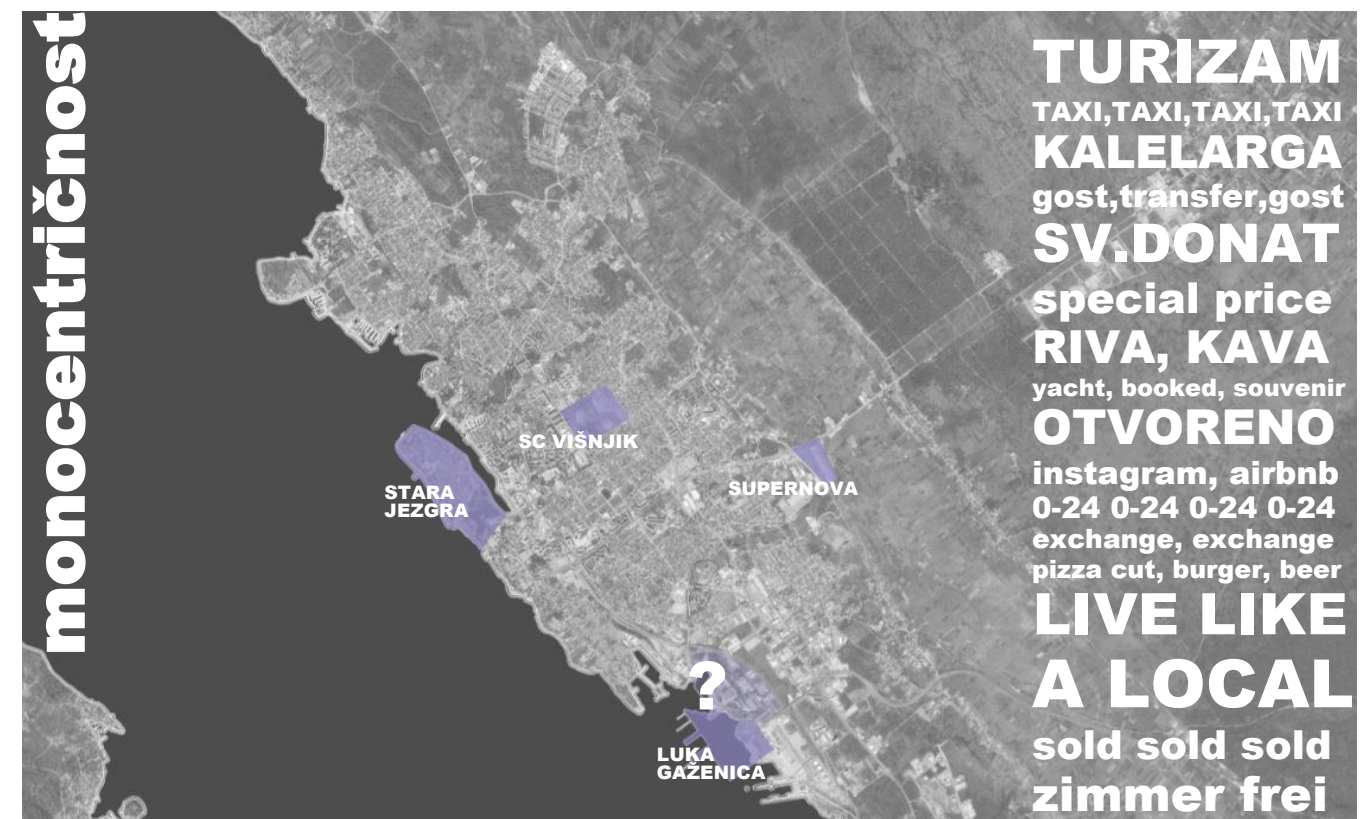 monocentričnost
TURIZAM
TAXI,TAXI,TAXI,TAXI
KALELARGA
gost,transfer,gost
SV.DONAT
special price
RIVA, KAVA
yacht, booked, souvenir
OTVORENO
instagram, airbnb
0-24 0-24 0-24 0-24
exchange, exchange
pizza cut, burger, beer
LIVE LIKE
A LOCAL
sold sold sold
zimmer frei
SC VIŠNJIK
STARA
JEZGRA
SUPERNOVA
?
LUKA
GAŽENICA